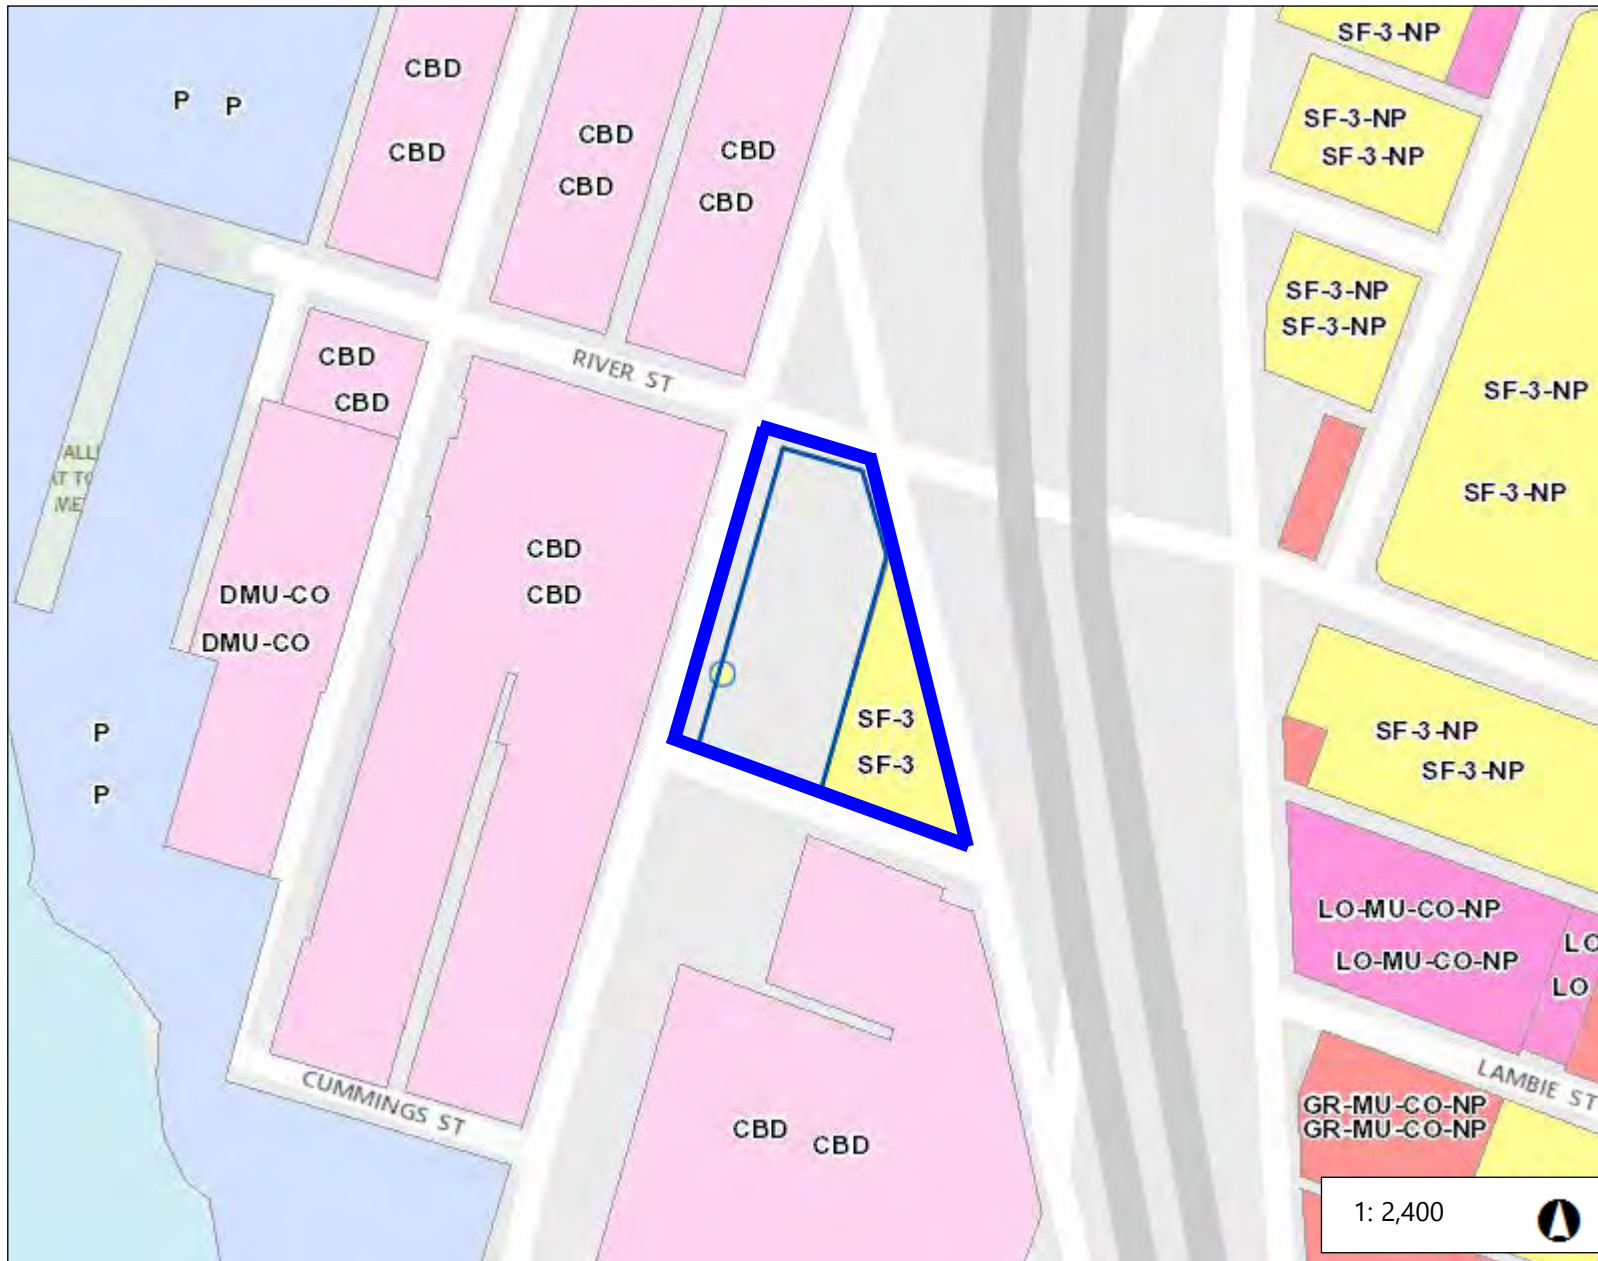 SF-3-NP
CBD
P P
SF-3-NP
CBD
CBD
CBD
CBD
SF-3-NP
CBD
CBD
SF-3-NP
SF-3-NP
CBD
RIVER ST
SF-3-NP
CBD
SF-3-NP
CBD
CBD
DMU-CO
DMU-CO
SF-3
SF-3
P
P
SF-3-NP
SF-3-NP
LO-MU-CO-NP
LO-MU-CO-NP
LO
LO
LAMBIE ST
CUMMINGS ST
GR-MU-CO-NP
GR-MU-CO-NP
CBD CBD
1: 2,400